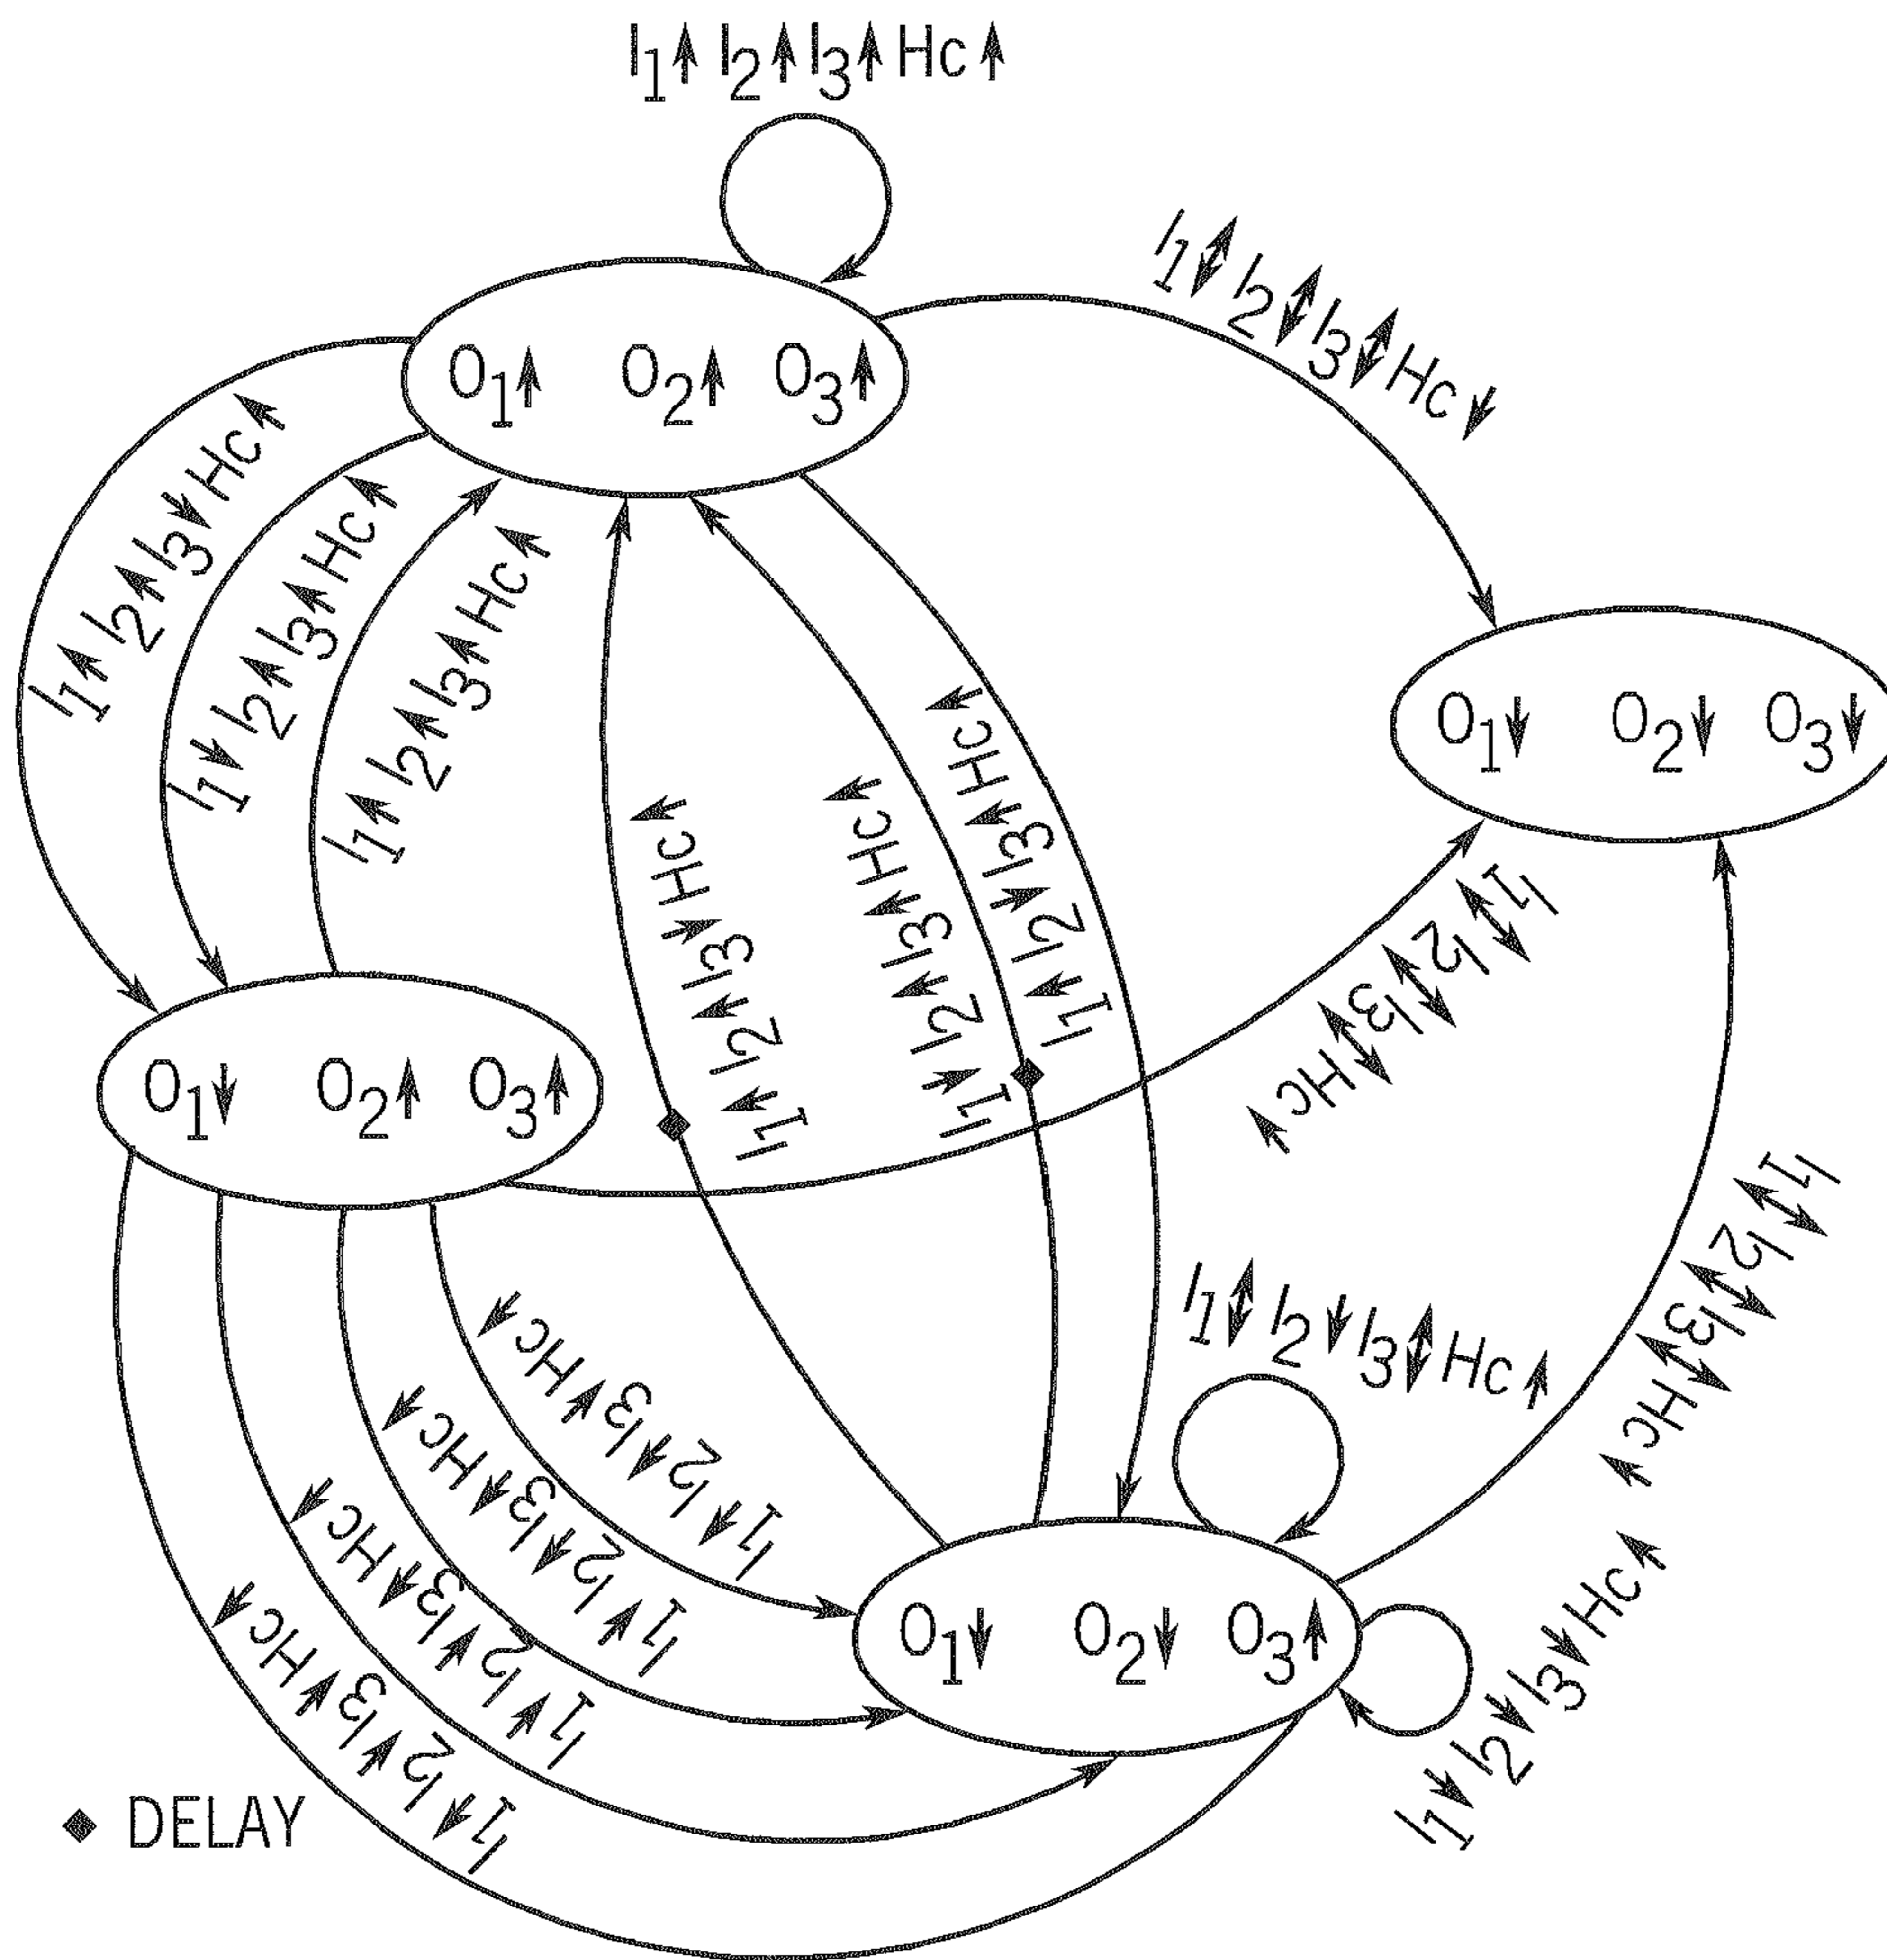 I1↑ I2↑ I3↑ Hc↑
I1↕ I2↕ I3↕ Hc↓
O1↑ O2↑ O3↑
I1↑ I2↑ I3↓ Hc↑
I1↓ I2↑ I3↑ Hc↑
I1↑ I2↑ I3↑ Hc↑
I1↑ I2↑ I3↓ Hc↑
I1↓ I2↑ I3↑ Hc↑
I1↑ I2↓ I3↑ Hc↑
O1↓ O2↓ O3↓
I1↕ I2↕ I3↕ Hc↓
O1↓ O2↑ O3↑
I1↕ I2↕ I3↕ Hc↓
I1↕ I2↓ I3↕ Hc↑
I1↑ I2↑ I3↓ Hc↑
I1↓ I2↑ I3↑ Hc↑
I1↓ I2↓ I3↑ Hc↑
I1↑ I2↓ I3↓ Hc↑
O1↓ O2↓ O3↑
I1↓ I2↓ I3↓ Hc↑
◆ DELAY